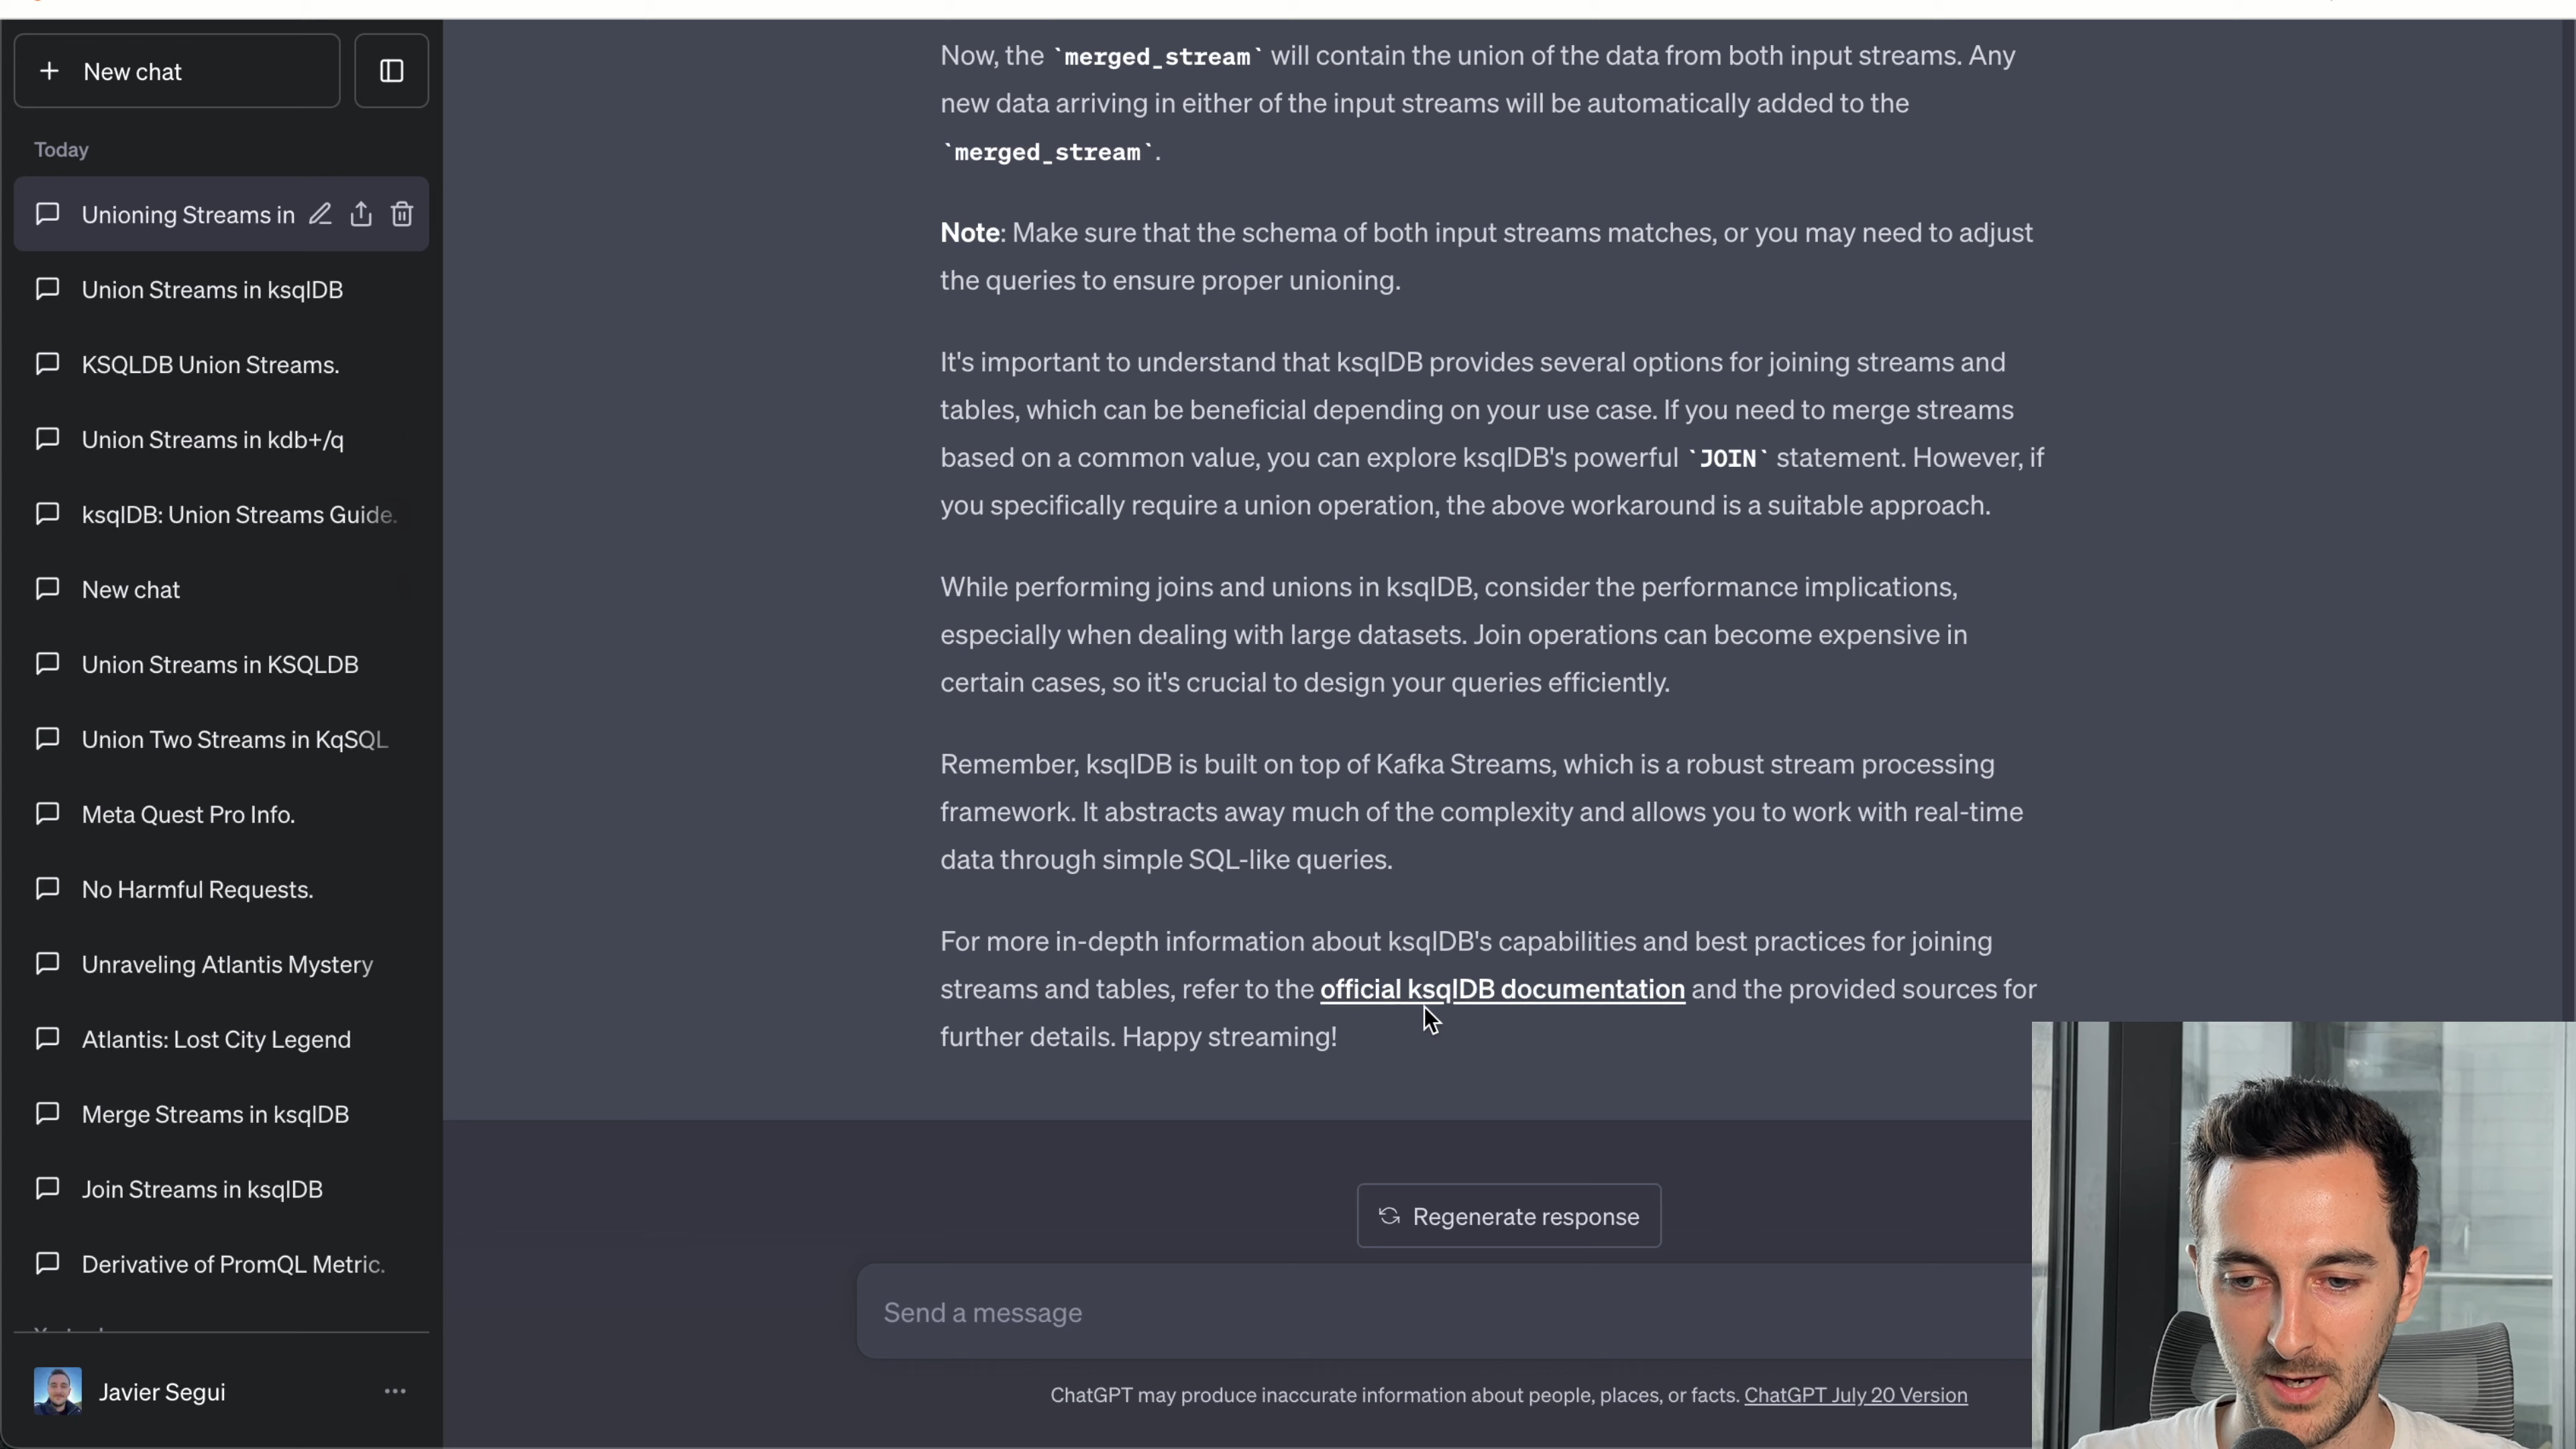 New chat
Today
Unioning Streams in
Union Streams in ksqlDB
KSQLDB Union Streams.
Union Streams in kdb+/q
ksqlDB: Union Streams Guide.
New chat
Union Streams in KSQLDB
Union Two Streams in KqSQL
Meta Quest Pro Info.
No Harmful Requests.
Unraveling Atlantis Mystery
Atlantis: Lost City Legend
Merge Streams in ksqlDB
Join Streams in ksqlDB
Derivative of PromQL Metric.
Javier Segui
Now, the `merged_stream` will contain the union of the data from both input streams. Any
new data arriving in either of the input streams will be automatically added to the
`merged_stream`.
Note: Make sure that the schema of both input streams matches, or you may need to adjust
the queries to ensure proper unioning.
It's important to understand that ksqlDB provides several options for joining streams and
tables, which can be beneficial depending on your use case. If you need to merge streams
based on a common value, you can explore ksqlDB's powerful `JOIN` statement. However, if
you specifically require a union operation, the above workaround is a suitable approach.
While performing joins and unions in ksqlDB, consider the performance implications,
especially when dealing with large datasets. Join operations can become expensive in
certain cases, so it's crucial to design your queries efficiently.
Remember, ksqlDB is built on top of Kafka Streams, which is a robust stream processing
framework. It abstracts away much of the complexity and allows you to work with real-time
data through simple SQL-like queries.
For more in-depth information about ksqlDB's capabilities and best practices for joining
streams and tables, refer to the official ksqlDB documentation and the provided sources for
further details. Happy streaming!
Regenerate response
Send a message
ChatGPT may produce inaccurate information about people, places, or facts. ChatGPT July 20 Version